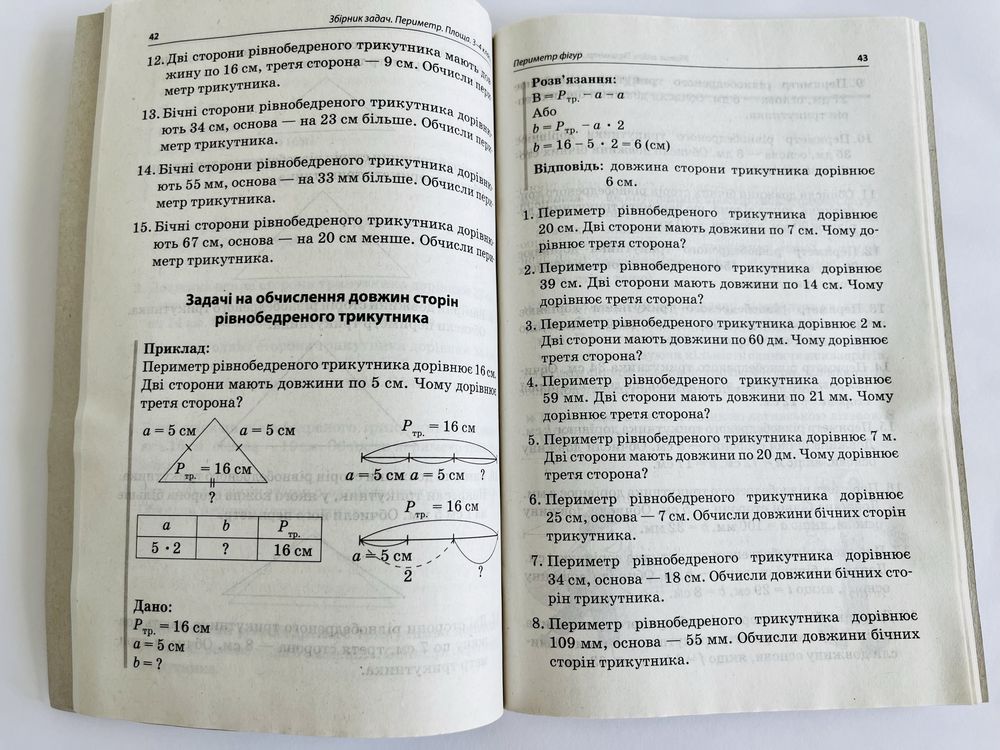 42
Збірник задач. Периметр. Площа. 3–4 кл
12. Дві сторони рівнобедреного трикутника мають дов
жину по 16 см, третя сторона — 9 см. Обчисли пери
метр трикутника.
13. Бічні сторони рівнобедреного трикутника дорівню
ють 34 см, основа — на 23 см більше. Обчисли пери
метр трикутника.
14. Бічні сторони рівнобедреного трикутника дорівню
ють 55 мм, основа — на 33 мм більше. Обчисли пери
метр трикутника.
15. Бічні сторони рівнобедреного трикутника дорівню
ють 67 см, основа — на 20 см менше. Обчисли пери
метр трикутника.
Задачі на обчислення довжин сторін
рівнобедреного трикутника
Приклад:
Периметр рівнобедреного трикутника дорівнює 16 см.
Дві сторони мають довжини по 5 см. Чому дорівнює
третя сторона?
a = 5 см a = 5 см
Pтр. = 16 см
?
Pтр. = 16 см
a = 5 см a = 5 см ?
a b Pтр.
5 · 2 ? 16 см
Pтр. = 16 см
a = 5 см
2 ?
Дано:
Pтр. = 16 см
a = 5 см
b = ?
Периметр фігур
43
Розв'язання:
B = Pтр. − a − a
Або
b = Pтр. − a · 2
b = 16 − 5 · 2 = 6 (см)
Відповідь: довжина сторони трикутника дорівнює
6 см.
1. Периметр рівнобедреного трикутника дорівнює
20 см. Дві сторони мають довжини по 7 см. Чому до-
рівнює третя сторона?
2. Периметр рівнобедреного трикутника дорівнює
39 см. Дві сторони мають довжини по 14 см. Чому
дорівнює третя сторона?
3. Периметр рівнобедреного трикутника дорівнює 2 м.
Дві сторони мають довжини по 60 дм. Чому дорівнює
третя сторона?
4. Периметр рівнобедреного трикутника дорівнює
59 мм. Дві сторони мають довжини по 21 мм. Чому
дорівнює третя сторона?
5. Периметр рівнобедреного трикутника дорівнює 7 м.
Дві сторони мають довжини по 20 дм. Чому дорівнює
третя сторона?
6. Периметр рівнобедреного трикутника дорівнює
25 см, основа — 7 см. Обчисли довжини бічних сторін
трикутника.
7. Периметр рівнобедреного трикутника дорівнює
34 см, основа — 18 см. Обчисли довжини бічних сто-
рін трикутника.
8. Периметр рівнобедреного трикутника дорівнює
109 мм, основа — 55 мм. Обчисли довжини бічних
сторін трикутника.